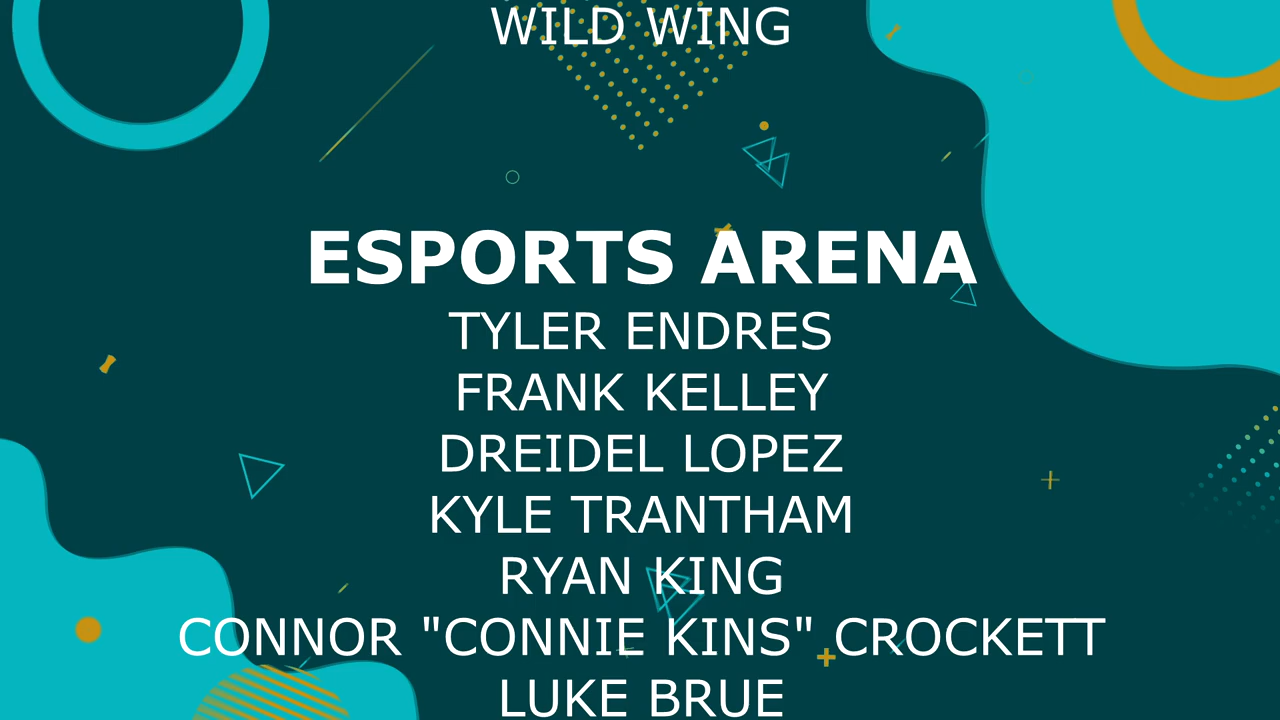 WILD WING
ESPORTS ARENA
TYLER ENDRES
FRANK KELLEY
DREIDEL LOPEZ
KYLE TRANTHAM
RYAN KING
CONNOR "CONNIE KINS" CROCKETT
LUKE BRUE